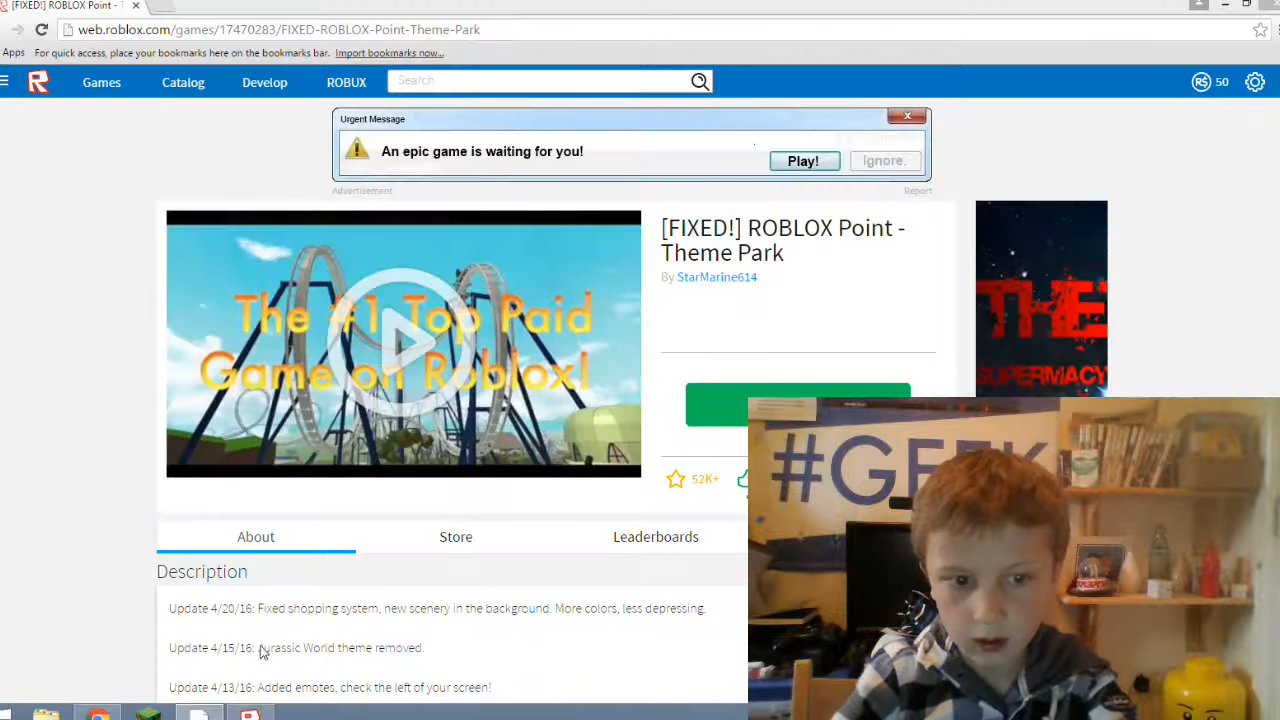 [FIXED!] ROBLOX Point -
web.roblox.com/games/17470283/FIXED-ROBLOX-Point-Theme-Park
Apps For quick access, place your bookmarks here on the bookmarks bar. Import bookmarks now...
Games Catalog Develop ROBUX Search R$ 50
Urgent Message
An epic game is waiting for you! Play! Ignore.
Advertisement Report
The #1 Top Paid
Game on Roblox!
[FIXED!] ROBLOX Point -
Theme Park
By StarMarine614
THE
SUPERMACY
52K+
#GEEK
About Store Leaderboards
Description
Update 4/20/16: Fixed shopping system, new scenery in the background. More colors, less depressing.
Update 4/15/16: Jurassic World theme removed.
Update 4/13/16: Added emotes, check the left of your screen!